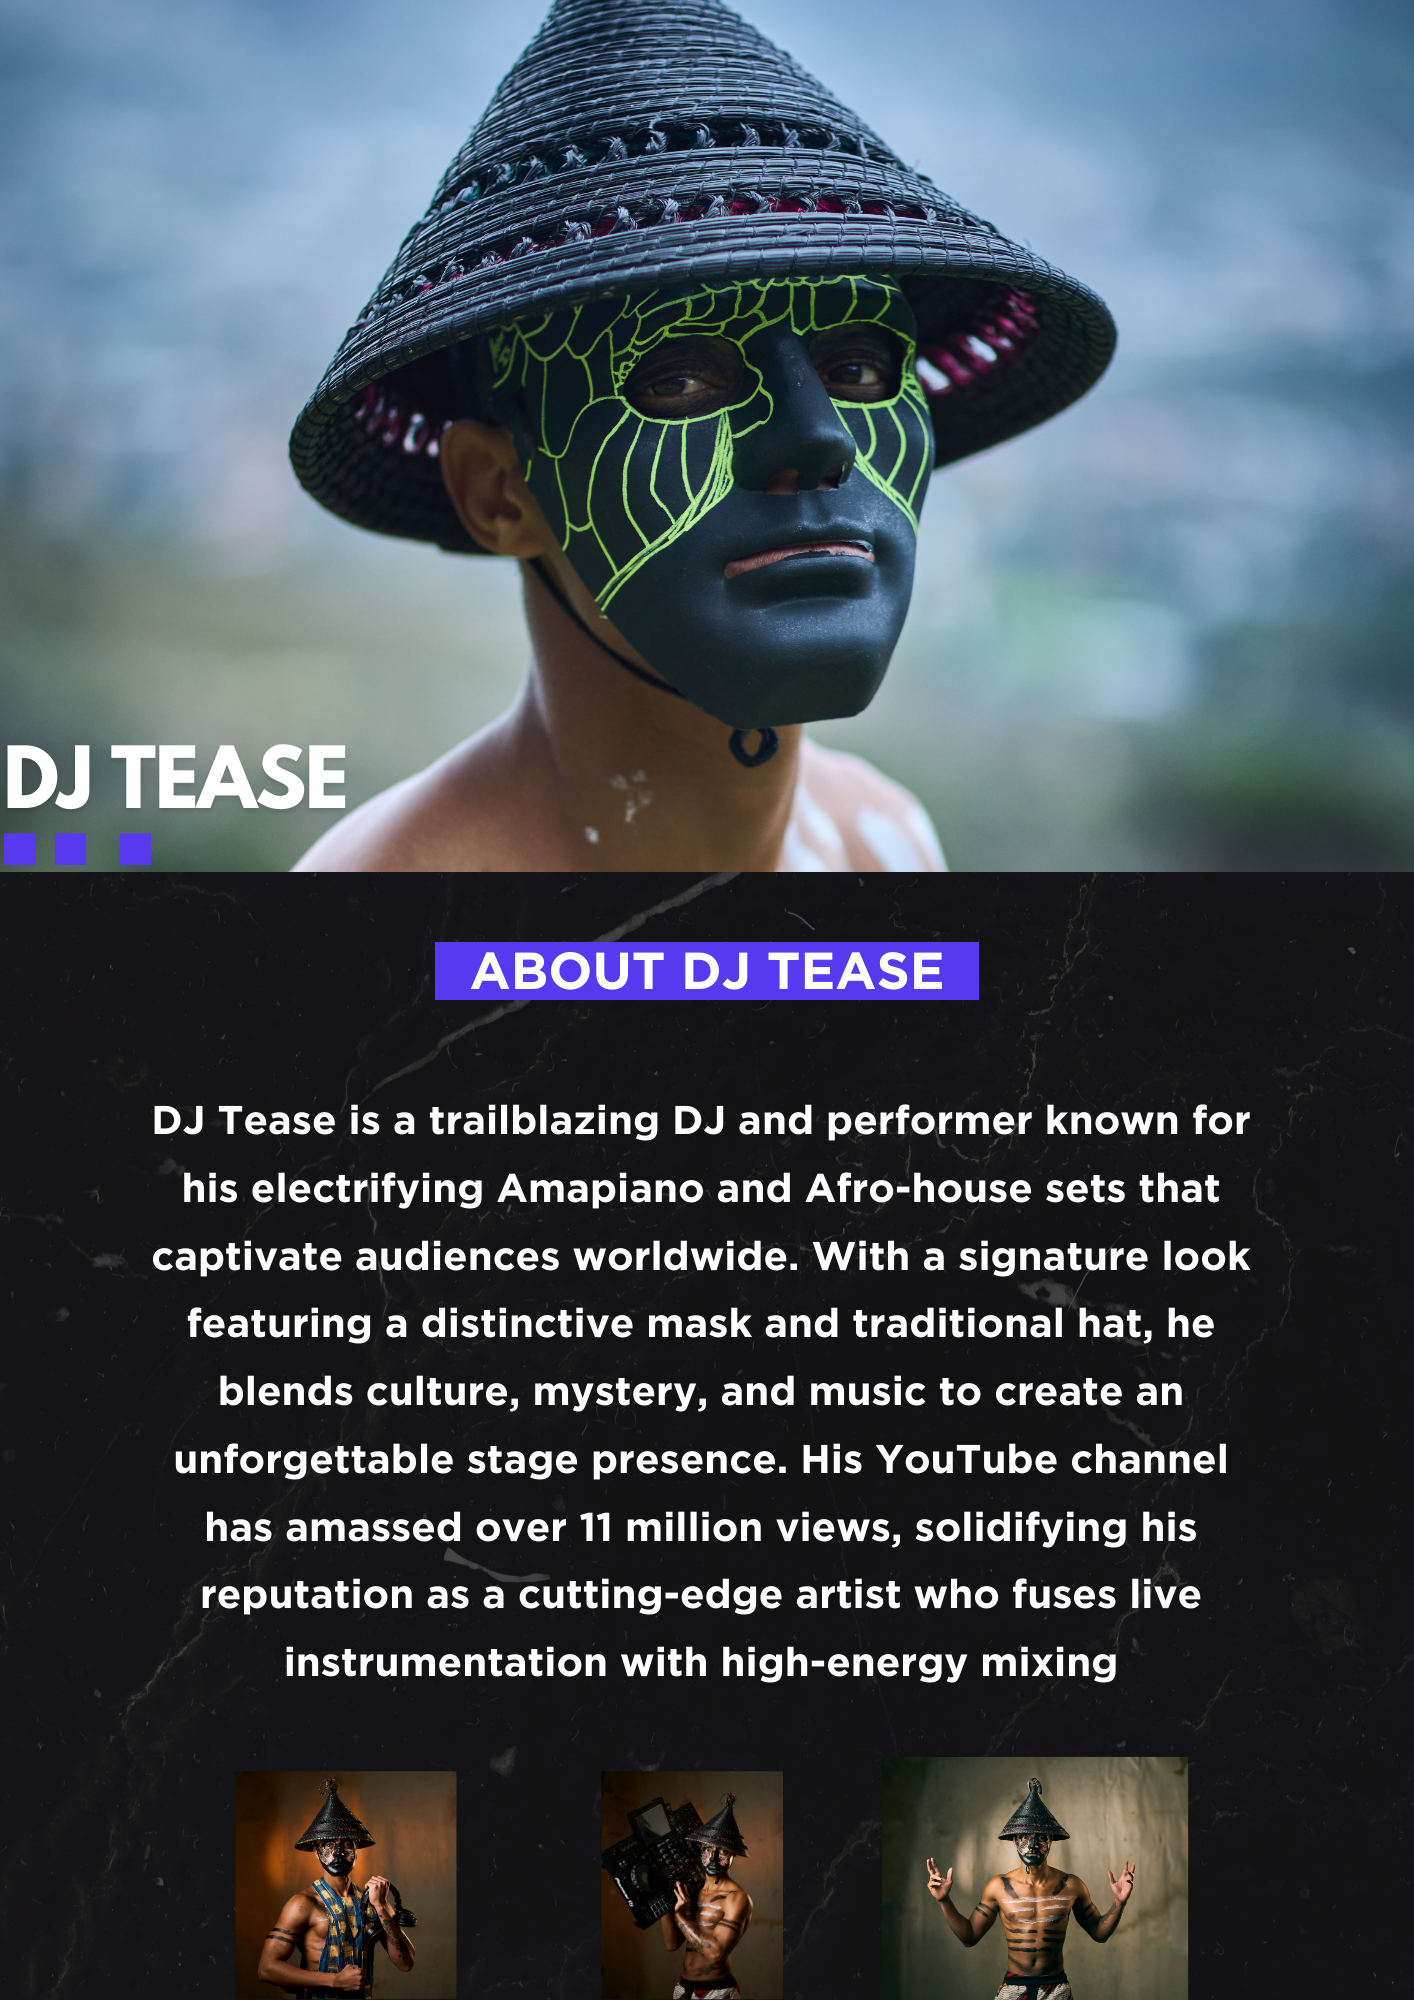 DJ TEASE
ABOUT DJ TEASE
DJ Tease is a trailblazing DJ and performer known for
his electrifying Amapiano and Afro-house sets that
captivate audiences worldwide. With a signature look
featuring a distinctive mask and traditional hat, he
blends culture, mystery, and music to create an
unforgettable stage presence. His YouTube channel
has amassed over 11 million views, solidifying his
reputation as a cutting-edge artist who fuses live
instrumentation with high-energy mixing